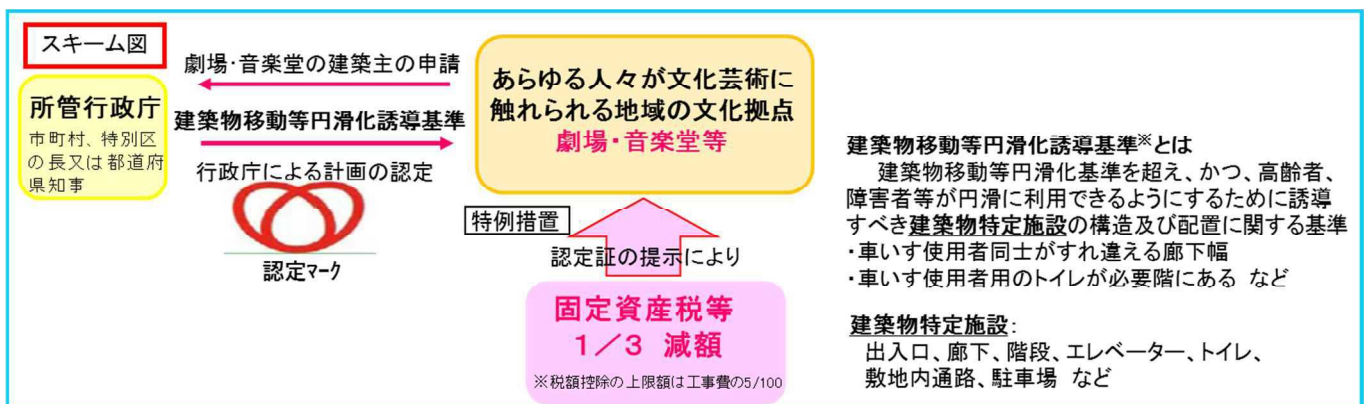 スキーム図
所管行政庁
市町村、特別区
の長又は都道府
県知事
劇場・音楽堂の建築主の申請
建築物移動等円滑化誘導基準
行政庁による計画の認定
認定マーク
あらゆる人々が文化芸術に
触れられる地域の文化拠点
劇場・音楽堂等
特例措置
認定証の提示により
固定資産税等
1/3 減額
※税額控除の上限額は工事費の5/100
建築物移動等円滑化誘導基準※とは
建築物移動等円滑化基準を超え、かつ、高齢者、
障害者等が円滑に利用できるようにするために誘導
すべき建築物特定施設の構造及び配置に関する基準
・車いす使用者同士がすれ違える廊下幅
・車いす使用者用のトイレが必要階にある など
建築物特定施設:
出入口、廊下、階段、エレベーター、トイレ、
敷地内通路、駐車場 など